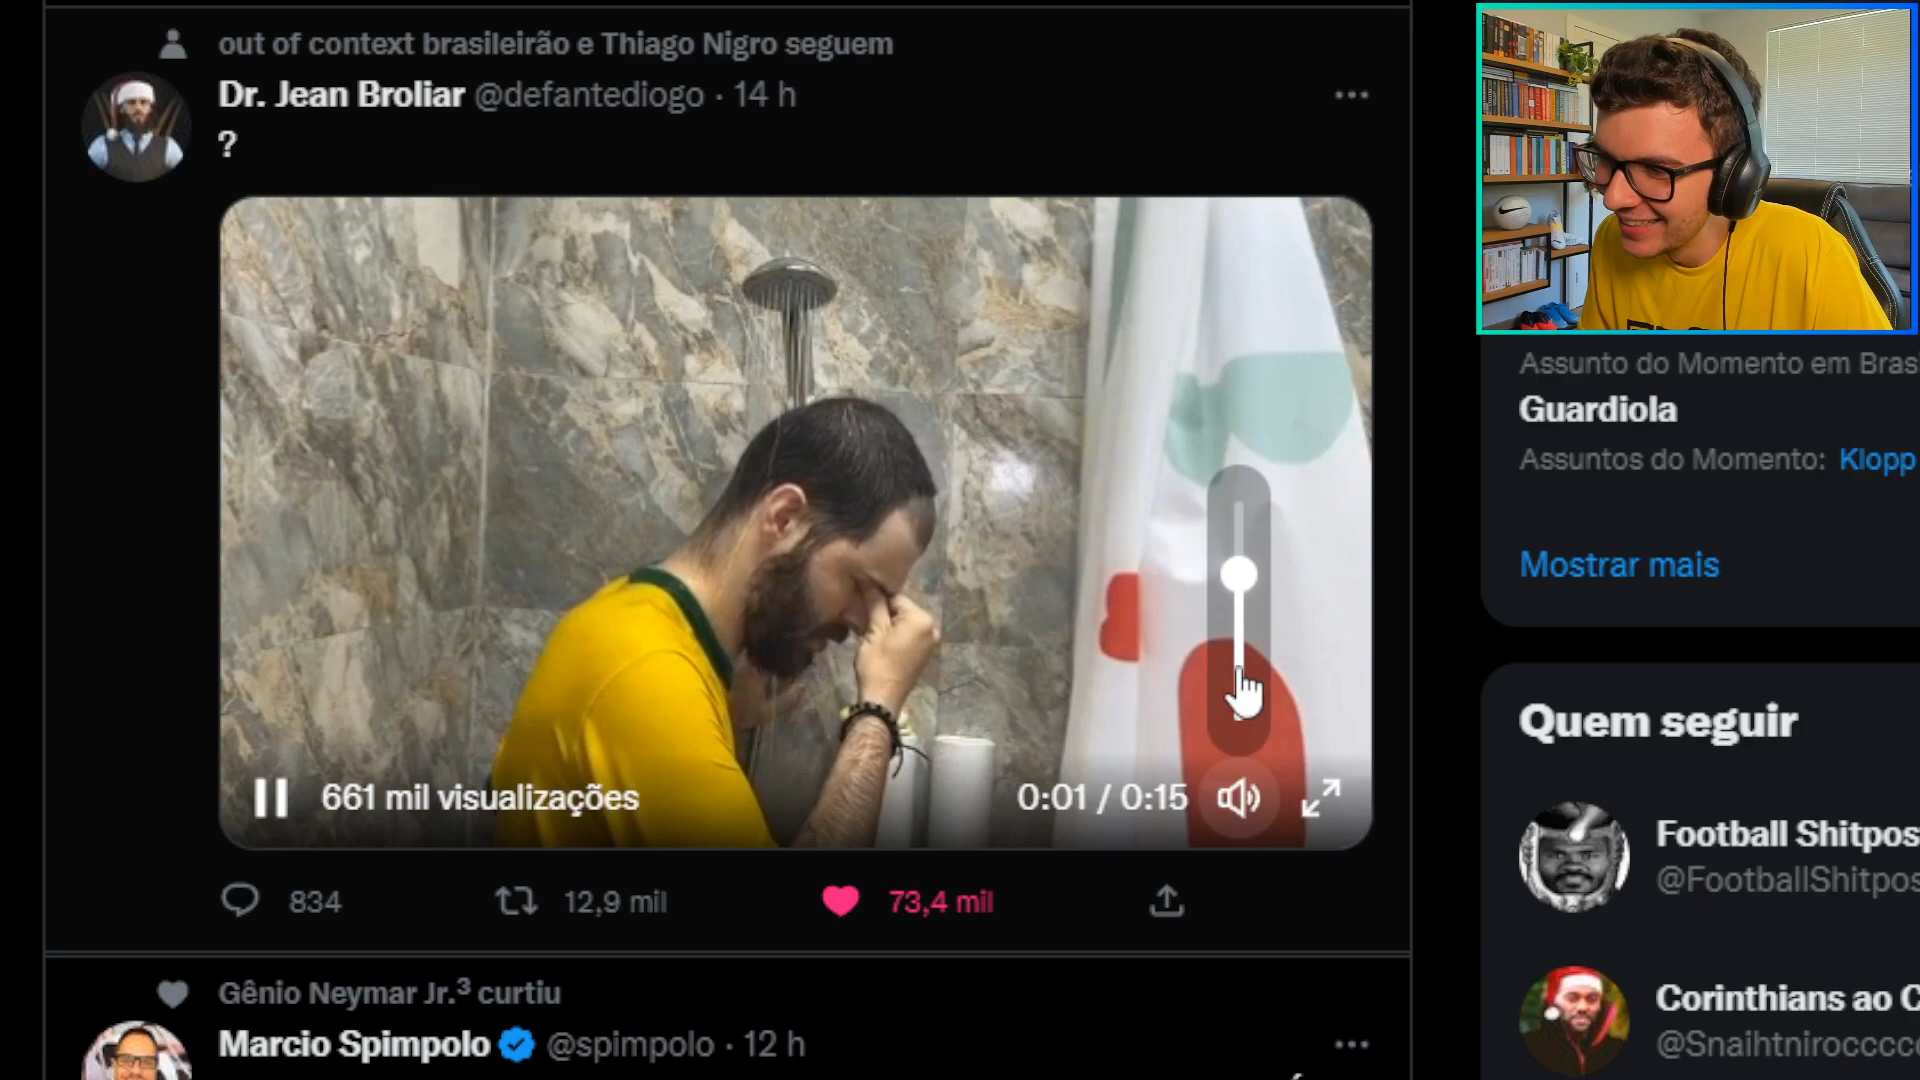 out of context brasileirão e Thiago Nigro seguem
Dr. Jean Broliar @defantediogo · 14 h
?
661 mil visualizações
0:01 / 0:15
834
12,9 mil
73,4 mil
Gênio Neymar Jr.³ curtiu
Marcio Spimpolo @spimpolo · 12 h
Assunto do Momento em Bras
Guardiola
Assuntos do Momento: Klopp
Mostrar mais
Quem seguir
Football Shitpos
@FootballShitpos
Corinthians ao C
@Snaihtniroccccc